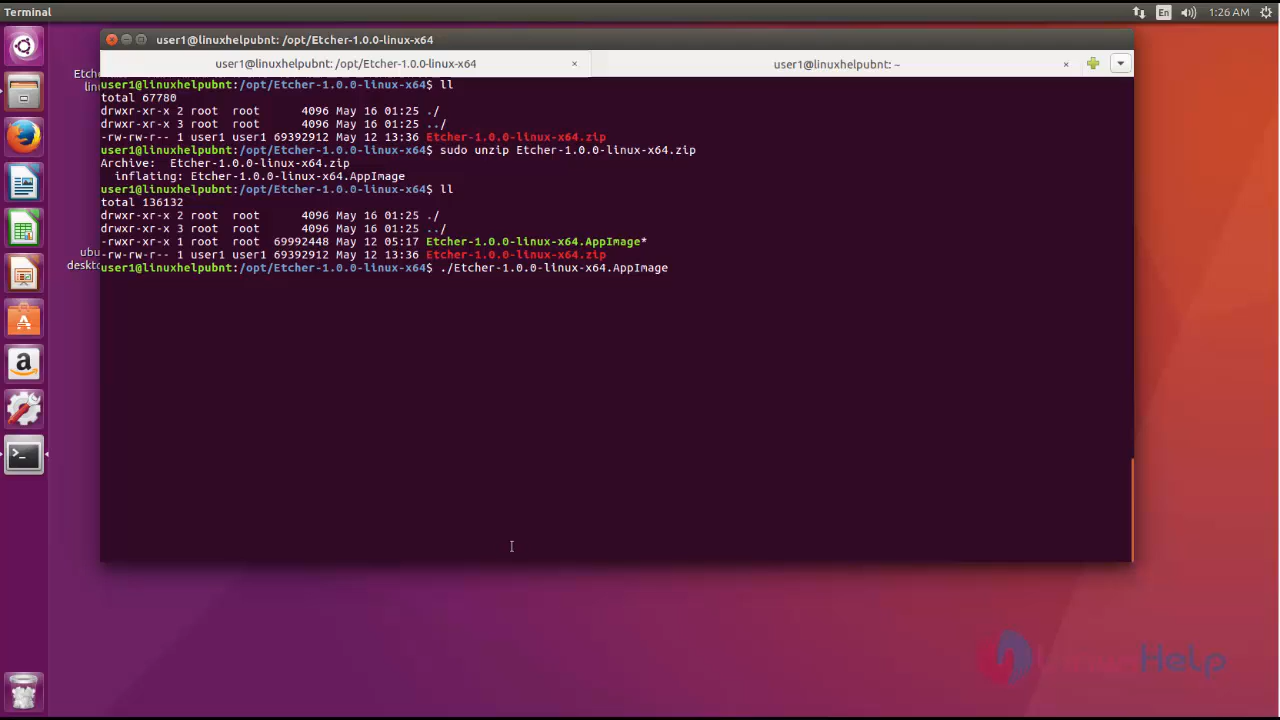 Terminal
En
1:26 AM
user1@linuxhelpubnt: /opt/Etcher-1.0.0-linux-x64
user1@linuxhelpubnt: /opt/Etcher-1.0.0-linux-x64 ×
user1@linuxhelpubnt: ~ ×
Etche
lin
ubu
deskto
user1@linuxhelpubnt:/opt/Etcher-1.0.0-linux-x64$ ll
total 67780
drwxr-xr-x 2 root  root      4096 May 16 01:25 ./
drwxr-xr-x 3 root  root      4096 May 16 01:25 ../
-rw-rw-r-- 1 user1 user1 69392912 May 12 13:36 Etcher-1.0.0-linux-x64.zip
user1@linuxhelpubnt:/opt/Etcher-1.0.0-linux-x64$ sudo unzip Etcher-1.0.0-linux-x64.zip
Archive:  Etcher-1.0.0-linux-x64.zip
  inflating: Etcher-1.0.0-linux-x64.AppImage
user1@linuxhelpubnt:/opt/Etcher-1.0.0-linux-x64$ ll
total 136132
drwxr-xr-x 2 root  root      4096 May 16 01:25 ./
drwxr-xr-x 3 root  root      4096 May 16 01:25 ../
-rwxr-xr-x 1 root  root  69992448 May 12 05:17 Etcher-1.0.0-linux-x64.AppImage*
-rw-rw-r-- 1 user1 user1 69392912 May 12 13:36 Etcher-1.0.0-linux-x64.zip
user1@linuxhelpubnt:/opt/Etcher-1.0.0-linux-x64$ ./Etcher-1.0.0-linux-x64.AppImage
LinuxHelp